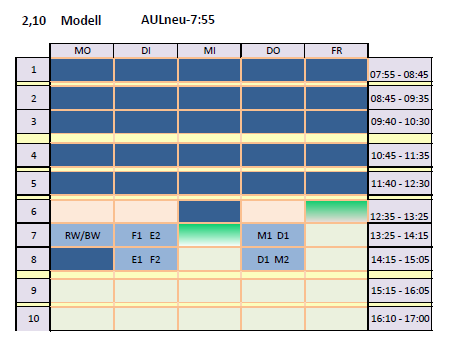 2,10 Modell AULneu-7:55
MO DI MI DO FR
1 07:55 - 08:45
2 08:45 - 09:35
3 09:40 - 10:30
4 10:45 - 11:35
5 11:40 - 12:30
6 12:35 - 13:25
7 RW/BW F1 E2 M1 D1 13:25 - 14:15
8 E1 F2 D1 M2 14:15 - 15:05
9 15:15 - 16:05
10 16:10 - 17:00